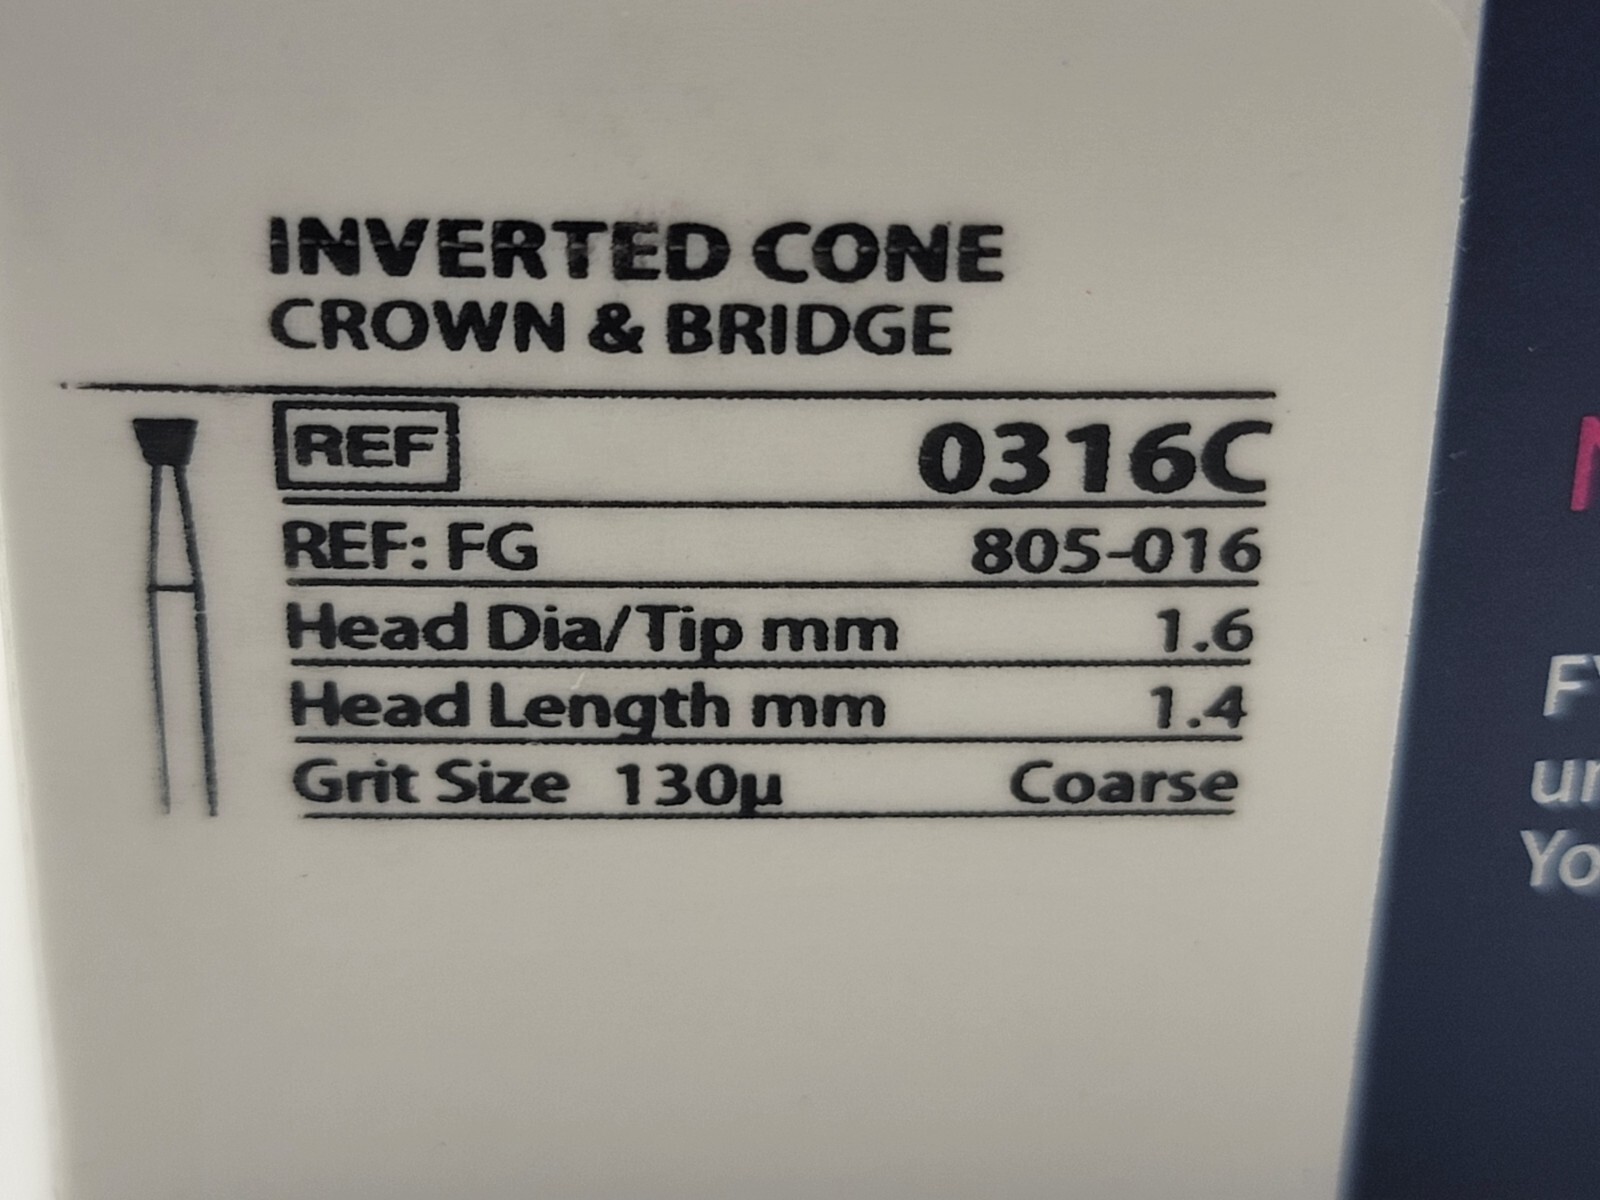 INVERTED CONE
CROWN & BRIDGE
REF 0316C
REF: FG 805-016
Head Dia/Tip mm 1.6
Head Length mm 1.4
Grit Size 130µ Coarse